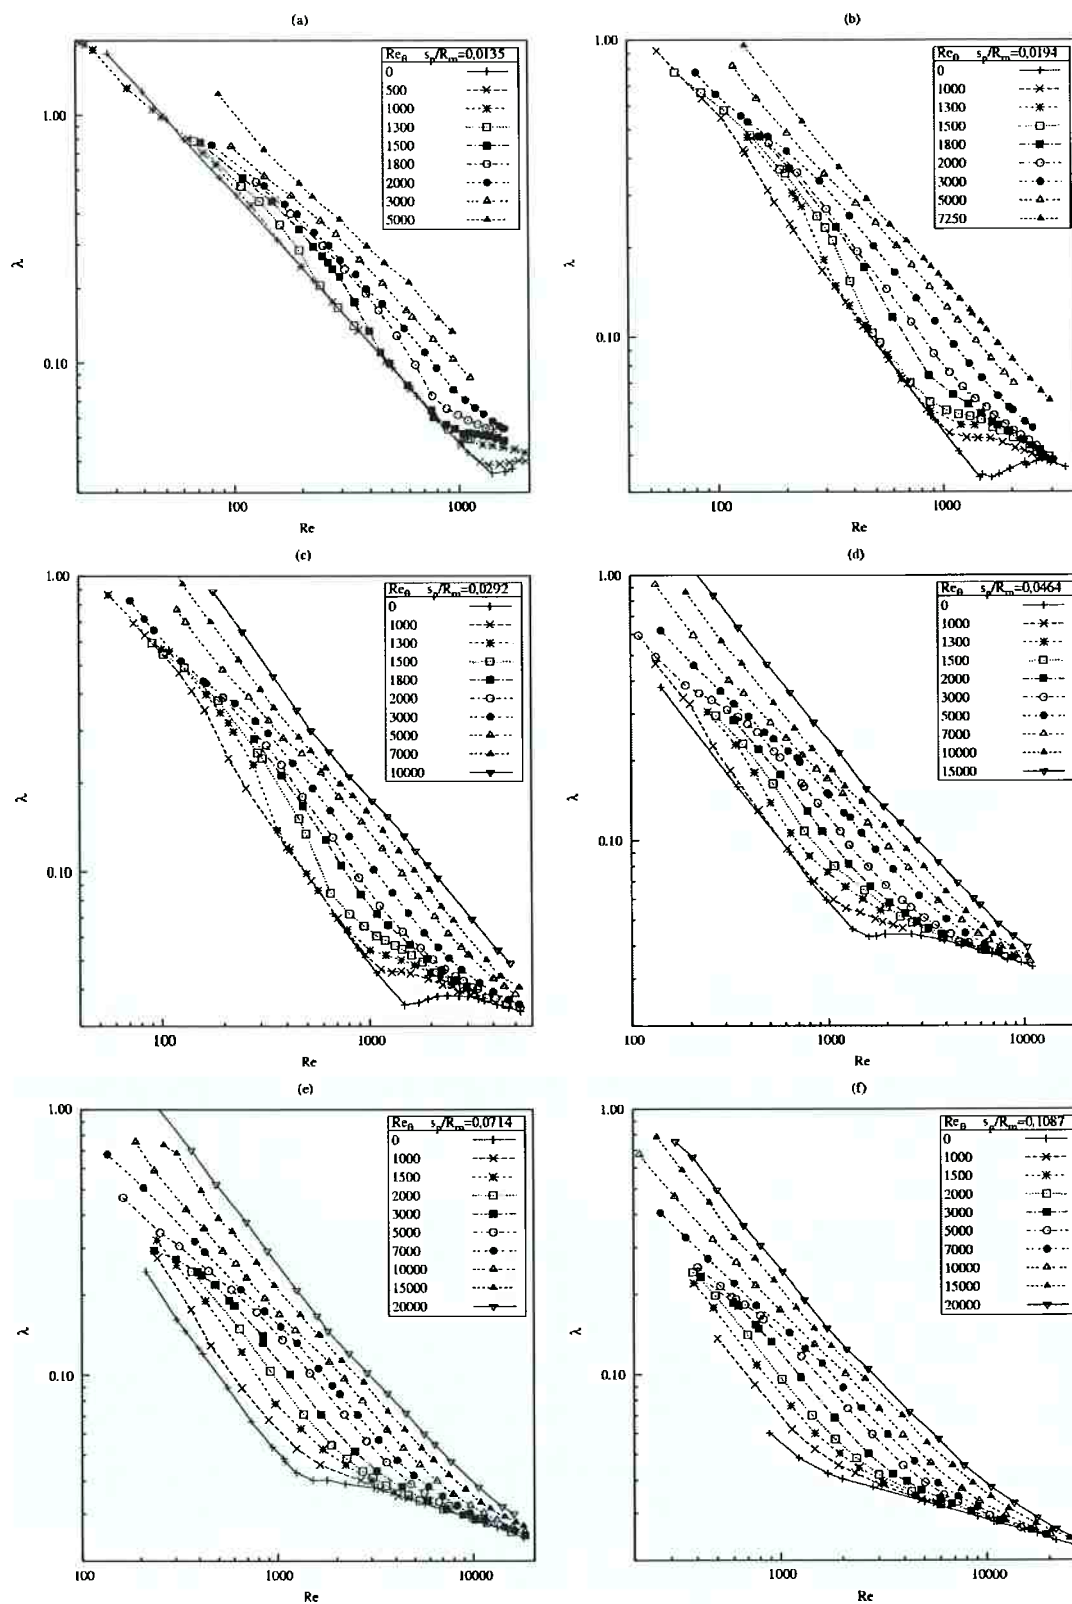 (a)
Re_θ s_p/R_m=0,0135
0
500
1000
1300
1500
1800
2000
3000
5000
1.00
0.10
λ
100 1000
Re
(b)
Re_θ s_p/R_m=0,0194
0
1000
1300
1500
1800
2000
3000
5000
7250
1.00
0.10
λ
100 1000
Re
(c)
Re_θ s_p/R_m=0,0292
0
1000
1300
1500
1800
2000
3000
5000
7000
10000
1.00
0.10
λ
100 1000
Re
(d)
Re_θ s_p/R_m=0,0464
0
1000
1300
1500
2000
3000
5000
7000
10000
15000
1.00
0.10
λ
100 1000 10000
Re
(e)
Re_θ s_p/R_m=0,0714
0
1000
1500
2000
3000
5000
7000
10000
15000
20000
1.00
0.10
λ
100 1000 10000
Re
(f)
Re_θ s_p/R_m=0,1087
0
1000
1500
2000
3000
5000
7000
10000
15000
20000
1.00
0.10
λ
1000 10000
Re